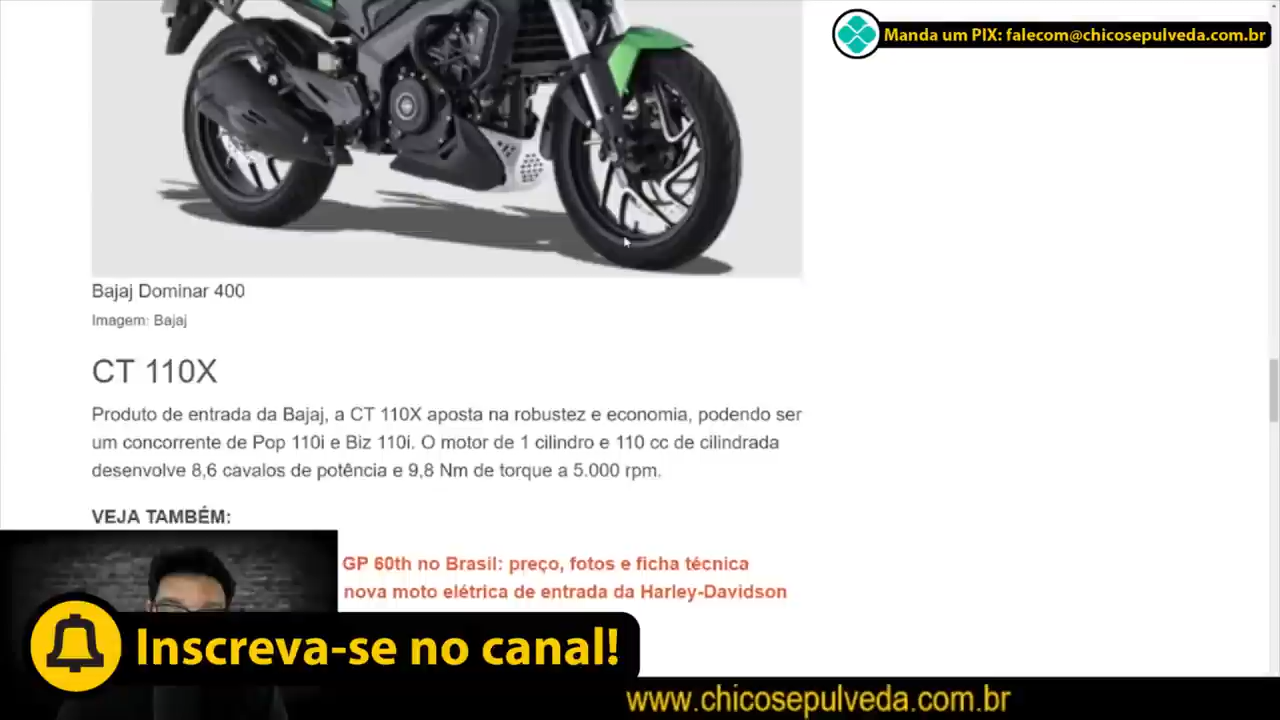 Manda um PIX: falecom@chicosepulveda.com.br
Bajaj Dominar 400
Imagem: Bajaj
CT 110X
Produto de entrada da Bajaj, a CT 110X aposta na robustez e economia, podendo ser
um concorrente de Pop 110i e Biz 110i. O motor de 1 cilindro e 110 cc de cilindrada
desenvolve 8,6 cavalos de potência e 9,8 Nm de torque a 5.000 rpm.
VEJA TAMBÉM:
GP 60th no Brasil: preço, fotos e ficha técnica
nova moto elétrica de entrada da Harley-Davidson
Inscreva-se no canal!
www.chicosepulveda.com.br